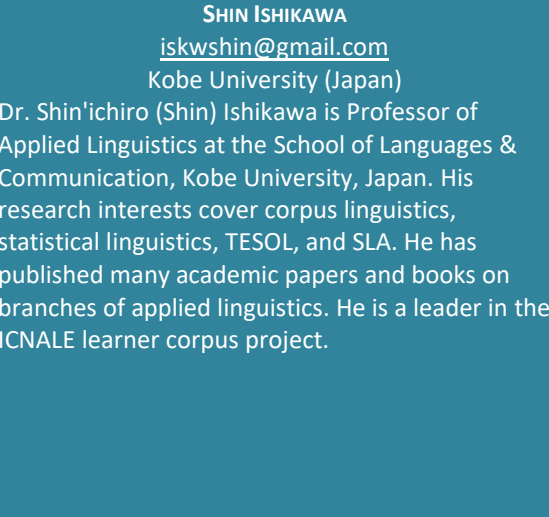 SHIN ISHIKAWA
iskwshin@gmail.com
Kobe University (Japan)
Dr. Shin'ichiro (Shin) Ishikawa is Professor of
Applied Linguistics at the School of Languages &
Communication, Kobe University, Japan. His
research interests cover corpus linguistics,
statistical linguistics, TESOL, and SLA. He has
published many academic papers and books on
branches of applied linguistics. He is a leader in the
ICNALE learner corpus project.